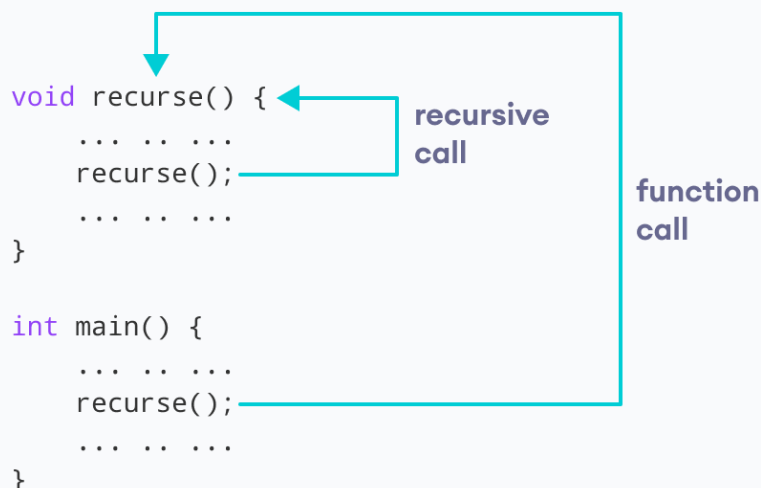 void recurse() {
... .. ...
recurse();
... .. ...
}
recursive
call
function
call
int main() {
... .. ...
recurse();
... .. ...
}